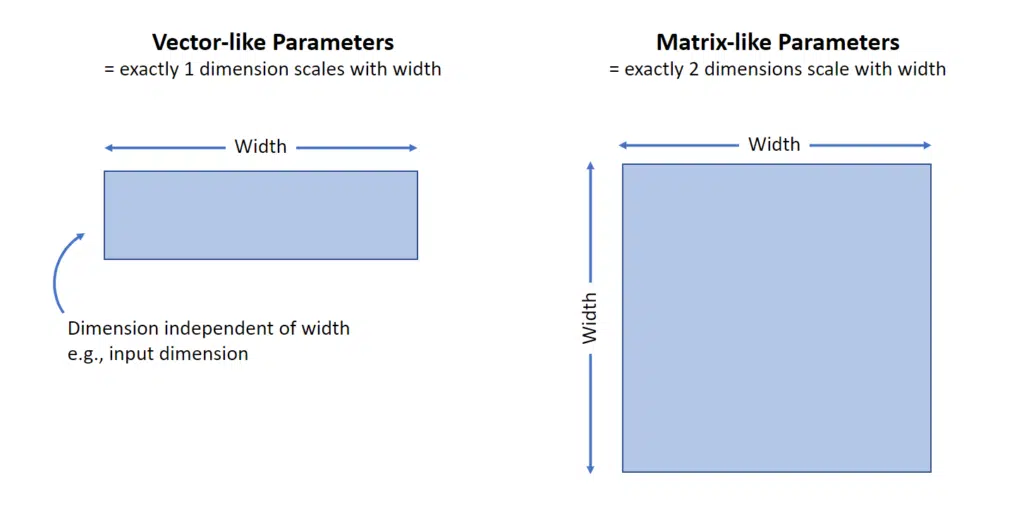 Vector-like Parameters
= exactly 1 dimension scales with width
Width
Dimension independent of width
e.g., input dimension
Matrix-like Parameters
= exactly 2 dimensions scale with width
Width
Width